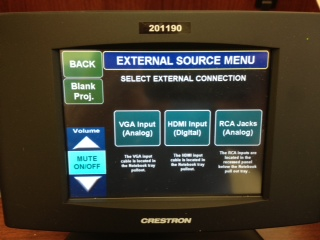 201190
BACK
EXTERNAL SOURCE MENU
SELECT EXTERNAL CONNECTION
Blank
Proj.
VGA Input
(Analog)
HDMI Input
(Digital)
RCA Jacks
(Analog)
Volume
MUTE
ON/OFF
The VGA input
cable is located in
the Notebook tray
pullout.
The HDMI input
cable is located in
the Notebook tray
pullout.
The RCA Inputs are
located in the
recessed panel
below the Notebook
pull out tray.
CRESTRON